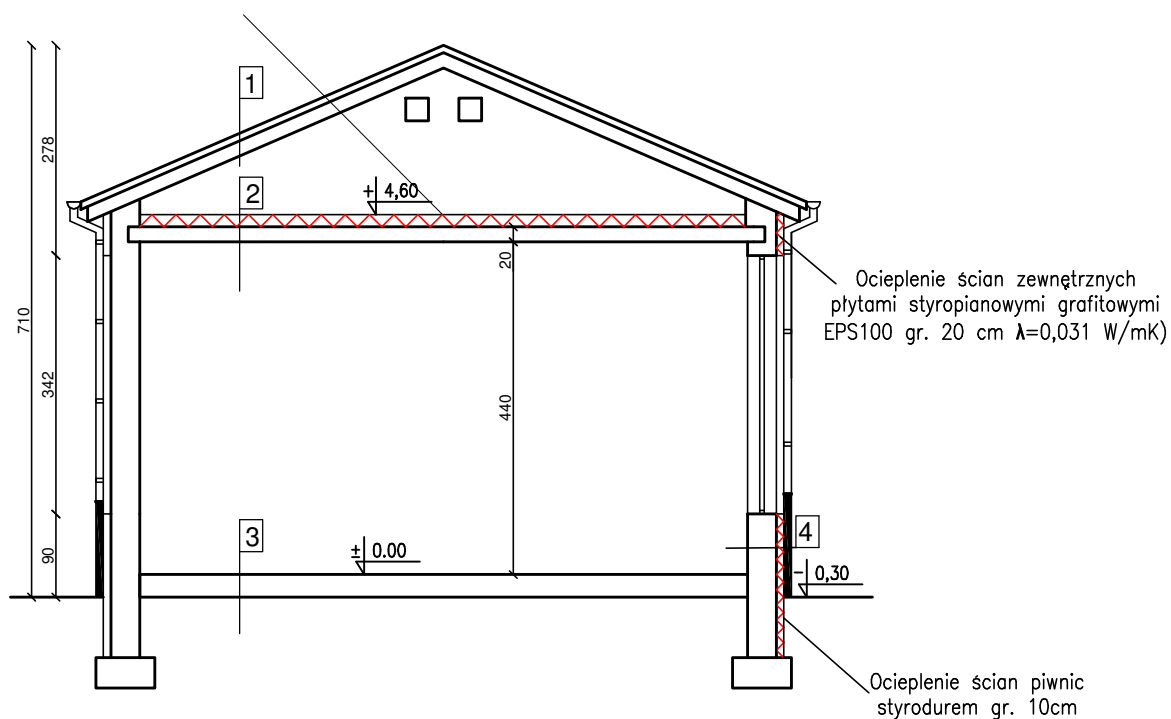 1
278
2
+ 4,60
20
Ocieplenie ścian zewnętrznych
płytami styropianowymi grafitowymi
EPS100 gr. 20 cm λ=0,031 W/mK)
710
342
440
3
4
90
± 0.00
- 0,30
Ocieplenie ścian piwnic
styrodurem gr. 10cm